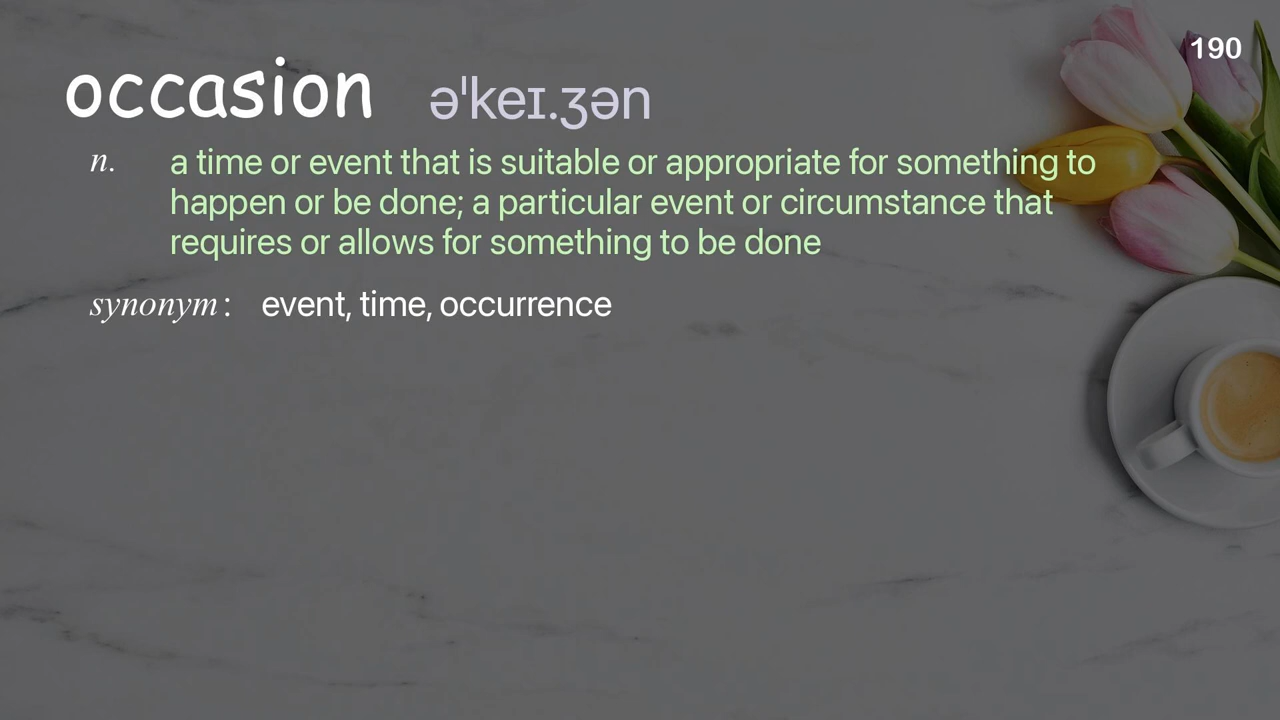 190
occasion əˈkeɪ.ʒən
n. a time or event that is suitable or appropriate for something to
happen or be done; a particular event or circumstance that
requires or allows for something to be done
synonym: event, time, occurrence